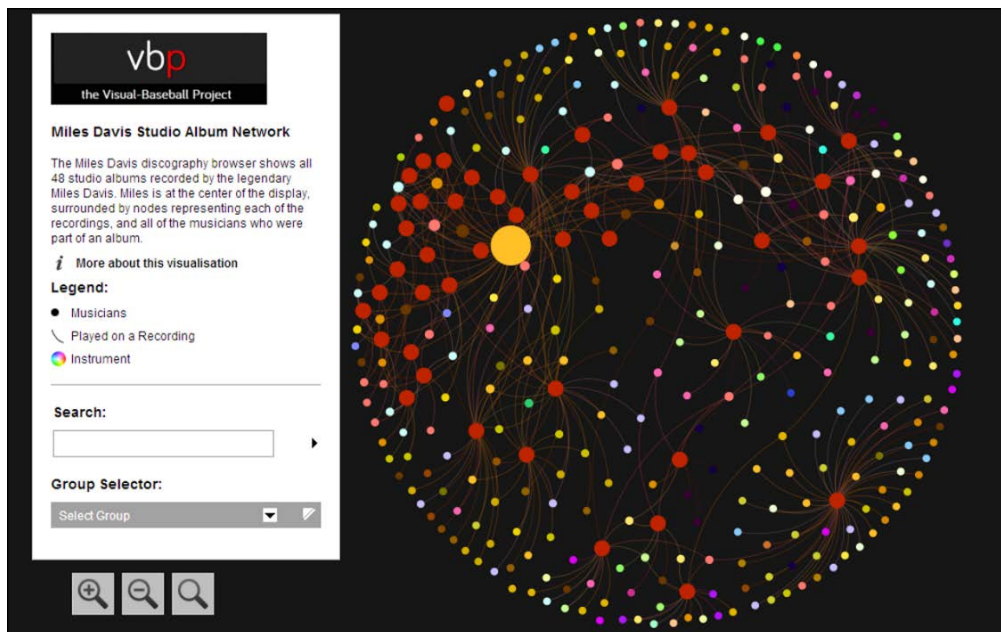 vbp
the Visual-Baseball Project
Miles Davis Studio Album Network
The Miles Davis discography browser shows all
48 studio albums recorded by the legendary
Miles Davis. Miles is at the center of the display,
surrounded by nodes representing each of the
recordings, and all of the musicians who were
part of an album.
i More about this visualisation
Legend:
Musicians
Played on a Recording
Instrument
Search:
Group Selector:
Select Group